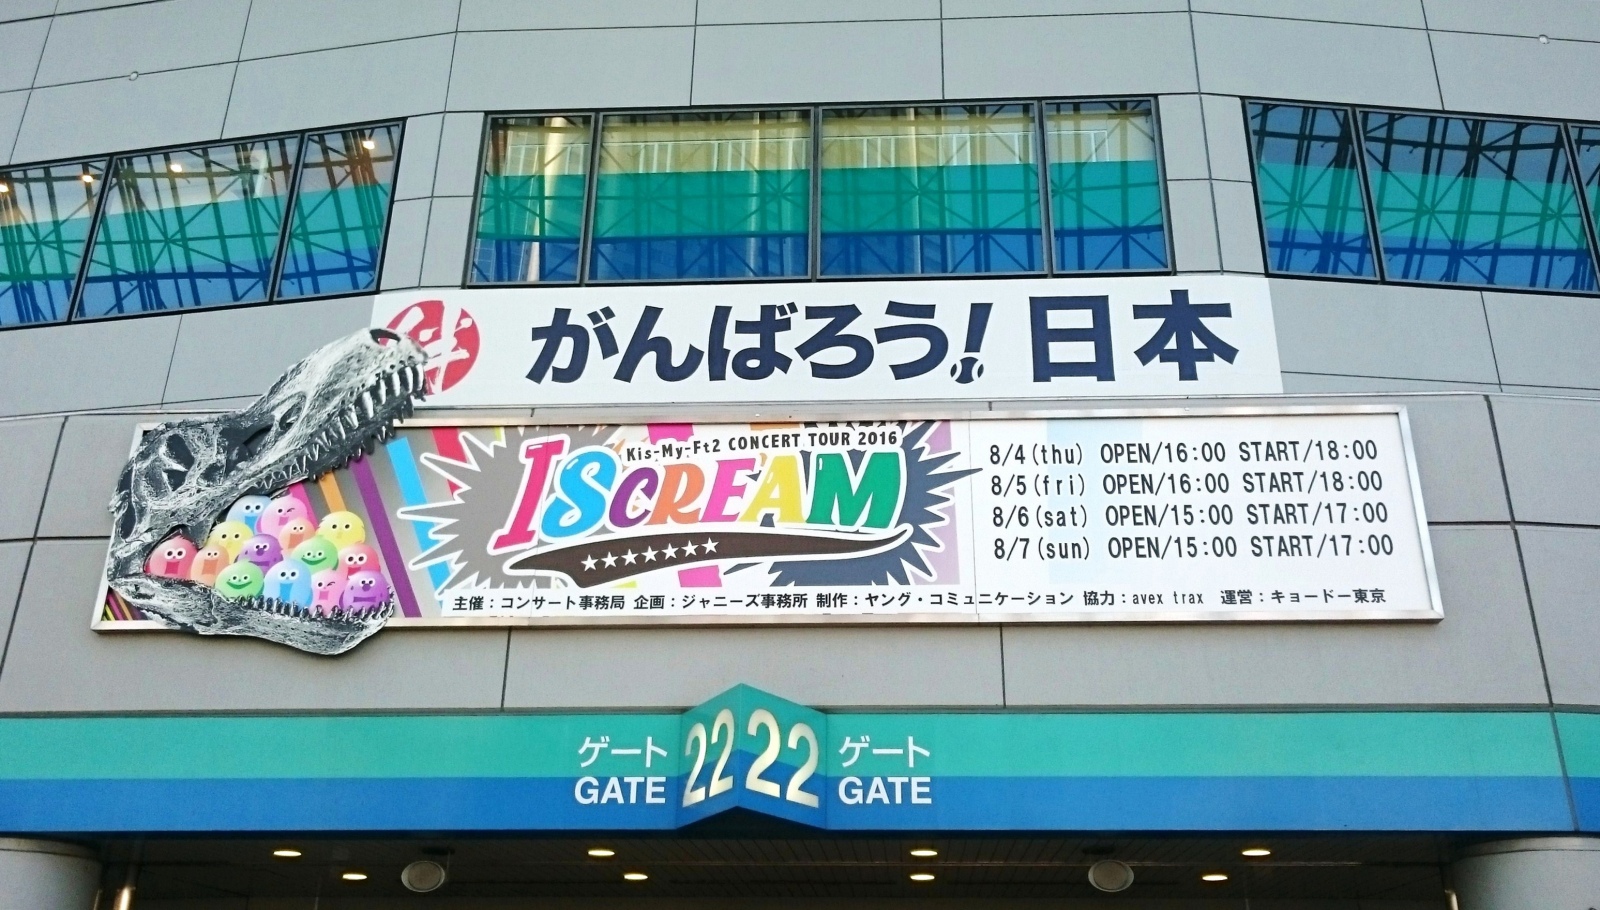 絆
がんばろう!日本
Kis-My-Ft2 CONCERT TOUR 2016
I SCREAM
8/4(thu) OPEN/16:00 START/18:00
8/5(fri) OPEN/16:00 START/18:00
8/6(sat) OPEN/15:00 START/17:00
8/7(sun) OPEN/15:00 START/17:00
主催：コンサート事務局 企画：ジャニーズ事務所 制作：ヤング・コミュニケーション 協力：avex trax 運営：キョードー東京
ゲート 22 22 ゲート
GATE GATE